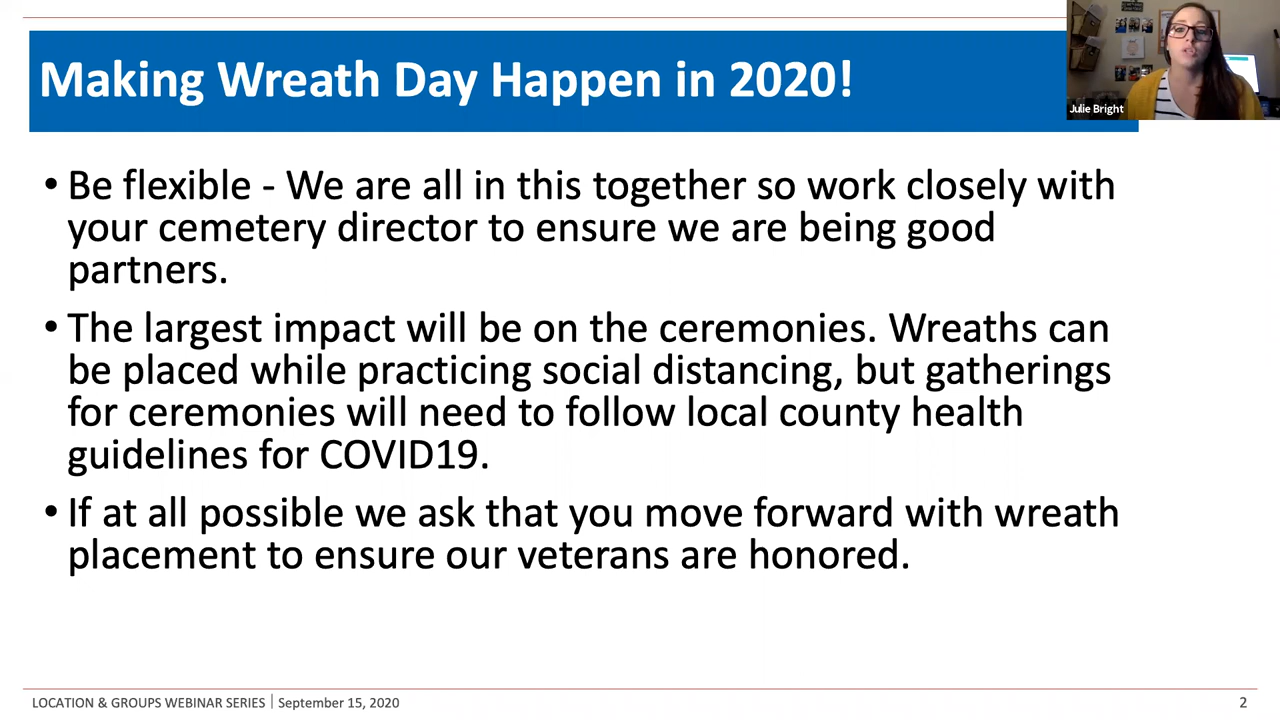 Making Wreath Day Happen in 2020!
Julie Bright
• Be flexible - We are all in this together so work closely with
your cemetery director to ensure we are being good
partners.
• The largest impact will be on the ceremonies. Wreaths can
be placed while practicing social distancing, but gatherings
for ceremonies will need to follow local county health
guidelines for COVID19.
• If at all possible we ask that you move forward with wreath
placement to ensure our veterans are honored.
LOCATION & GROUPS WEBINAR SERIES | September 15, 2020
2